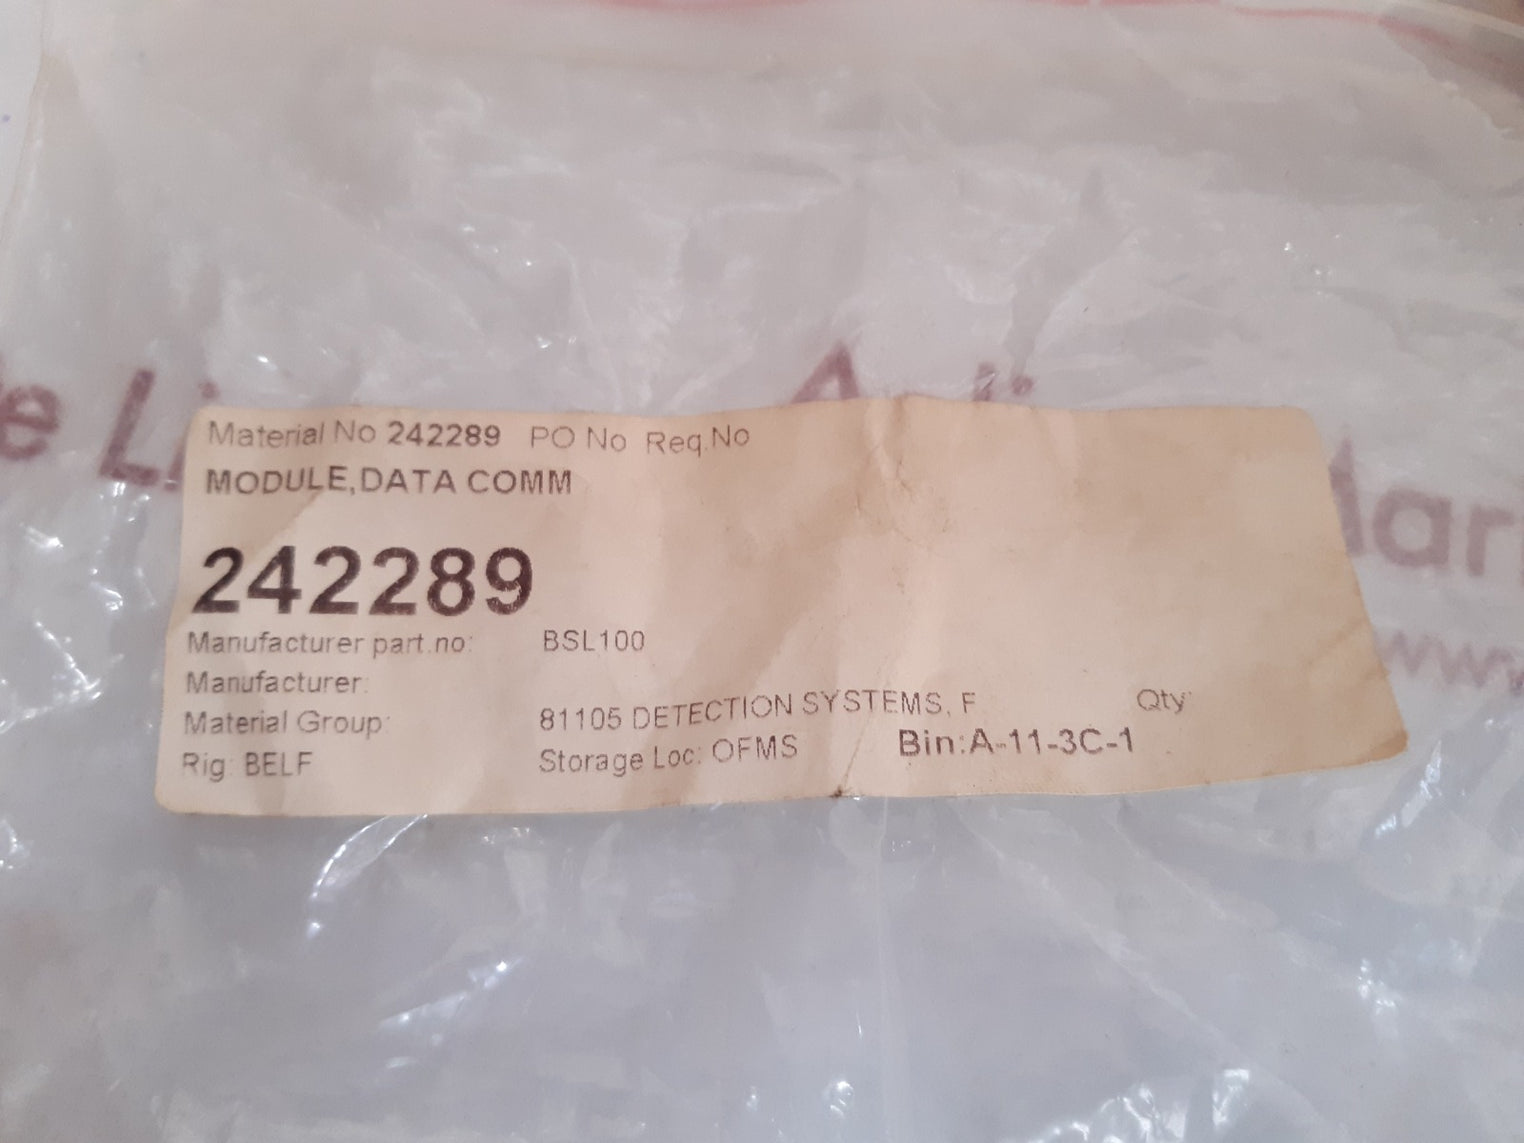 Material No 242289 PO No Req.No
MODULE,DATA COMM
242289
Manufacturer part.no: BSL100
Manufacturer:
Material Group: 81105 DETECTION SYSTEMS, F Qty:
Rig: BELF Storage Loc: OFMS Bin:A-11-3C-1
www